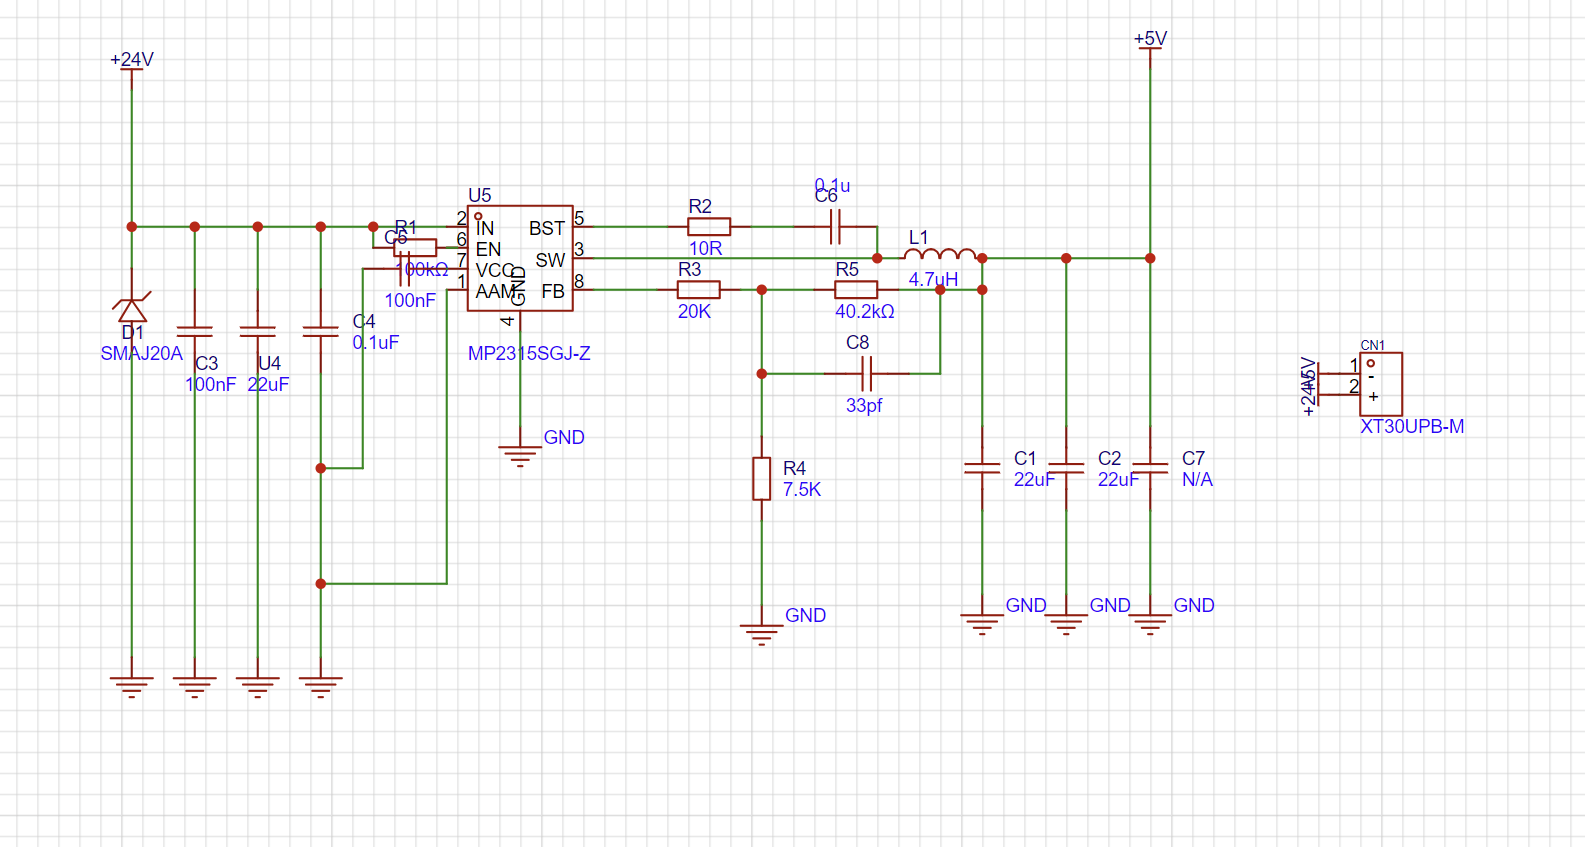 +24V
+5V
0.1u
C6
U5
R2
10R
2
IN
6
EN
7
VCC
1
AAM
GND
4
BST
5
SW
3
FB
8
MP2315SGJ-Z
R1
100kΩ
C5
100nF
L1
4.7uH
R3
20K
R5
40.2kΩ
C8
33pf
D1
SMAJ20A
C3
100nF
U4
22uF
C4
0.1uF
GND
R4
7.5K
GND
C1
22uF
C2
22uF
C7
N/A
GND
GND
GND
CN1
1
-
2
+
+24V
XT30UPB-M